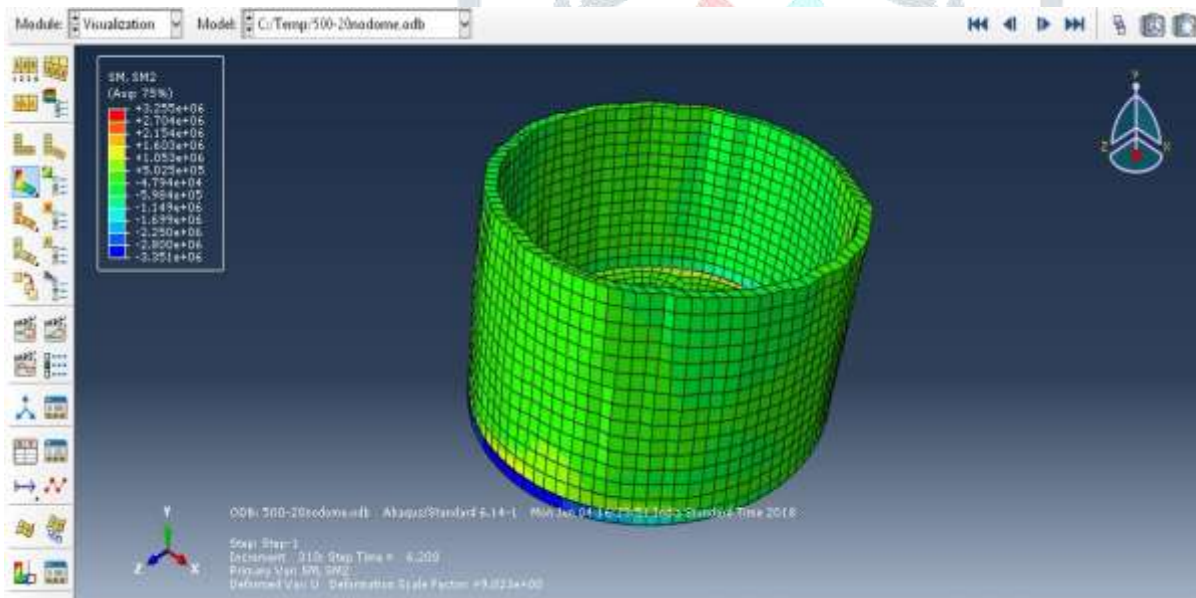 Module: Visualization Model: C:/Temp/500-20nodome.odb
SM, SM2
(Avg: 75%)
+3.255e+06
+2.704e+06
+2.154e+06
+1.603e+06
+1.053e+06
+5.025e+05
-4.794e+04
-5.984e+05
-1.149e+06
-1.699e+06
-2.250e+06
-2.800e+06
-3.351e+06
Y
Z
X
ODB: 500-20nodome.odb Abaqus/Standard 6.14-1 Mon Standard Time 2018
Y
Z
X
Step: Step-1
Increment 310: Step Time = 6.200
Primary Var: SM, SM2
Deformed Var: U Deformation Scale Factor: +9.023e+00